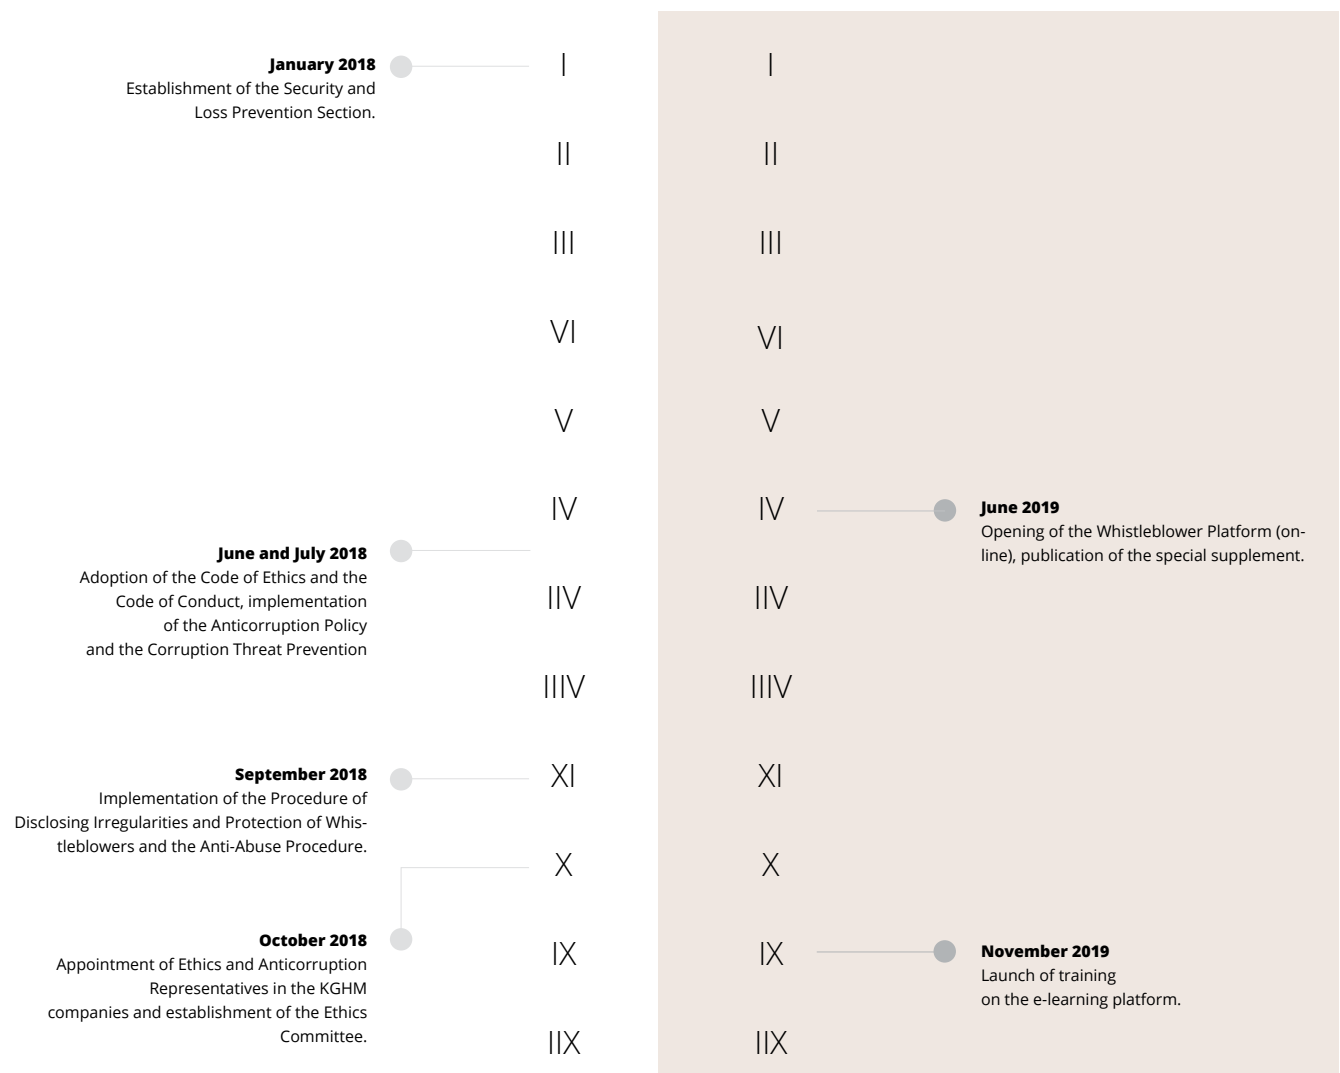 January 2018
Establishment of the Security and
Loss Prevention Section.
June and July 2018
Adoption of the Code of Ethics and the
Code of Conduct, implementation
of the Anticorruption Policy
and the Corruption Threat Prevention
September 2018
Implementation of the Procedure of
Disclosing Irregularities and Protection of Whis-
tleblowers and the Anti-Abuse Procedure.
October 2018
Appointment of Ethics and Anticorruption
Representatives in the KGHM
companies and establishment of the Ethics
Committee.
I
II
III
VI
V
IV
IIV
IIIV
XI
X
IX
IIX
I
II
III
VI
V
IV
IIV
IIIV
XI
X
IX
IIX
June 2019
Opening of the Whistleblower Platform (on-
line), publication of the special supplement.
November 2019
Launch of training
on the e-learning platform.